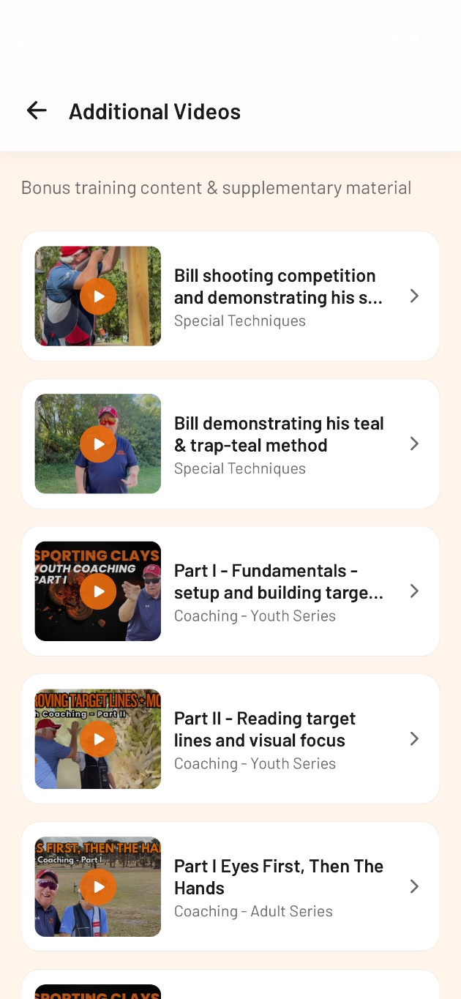 Additional Videos
Bonus training content & supplementary material
Bill shooting competition
and demonstrating his s...
Special Techniques
Bill demonstrating his teal
& trap-teal method
Special Techniques
SPORTING CLAYS
YOUTH COACHING
PART I
Part I - Fundamentals -
setup and building targe...
Coaching - Youth Series
ROVING TARGET LINES + MO
h Coaching - Part II
Part II - Reading target
lines and visual focus
Coaching - Youth Series
S FIRST, THEN THE HA
Coaching - Part I
Part I Eyes First, Then The
Hands
Coaching - Adult Series
SPORTING CLAYS